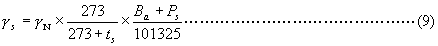 γs = γN × 273/(273 + ts) × (Ba + Ps)/101325 ………………………………………(9)